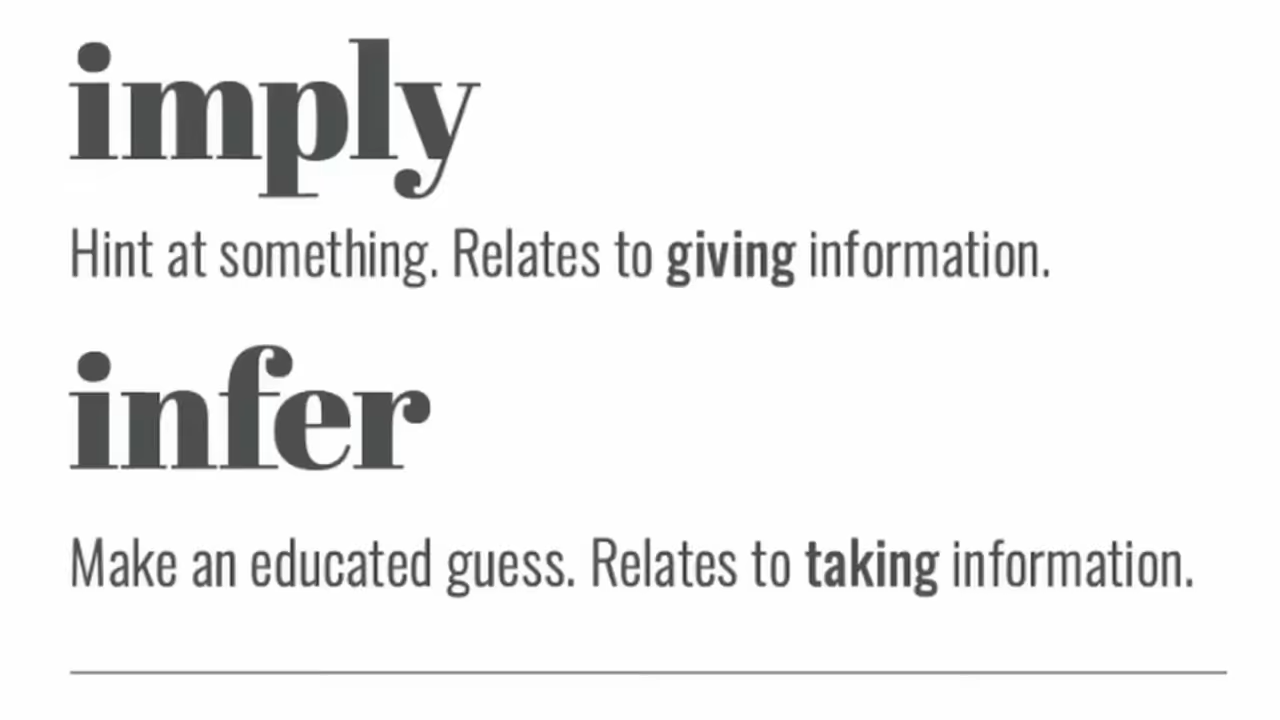 imply
Hint at something. Relates to giving information.
infer
Make an educated guess. Relates to taking information.